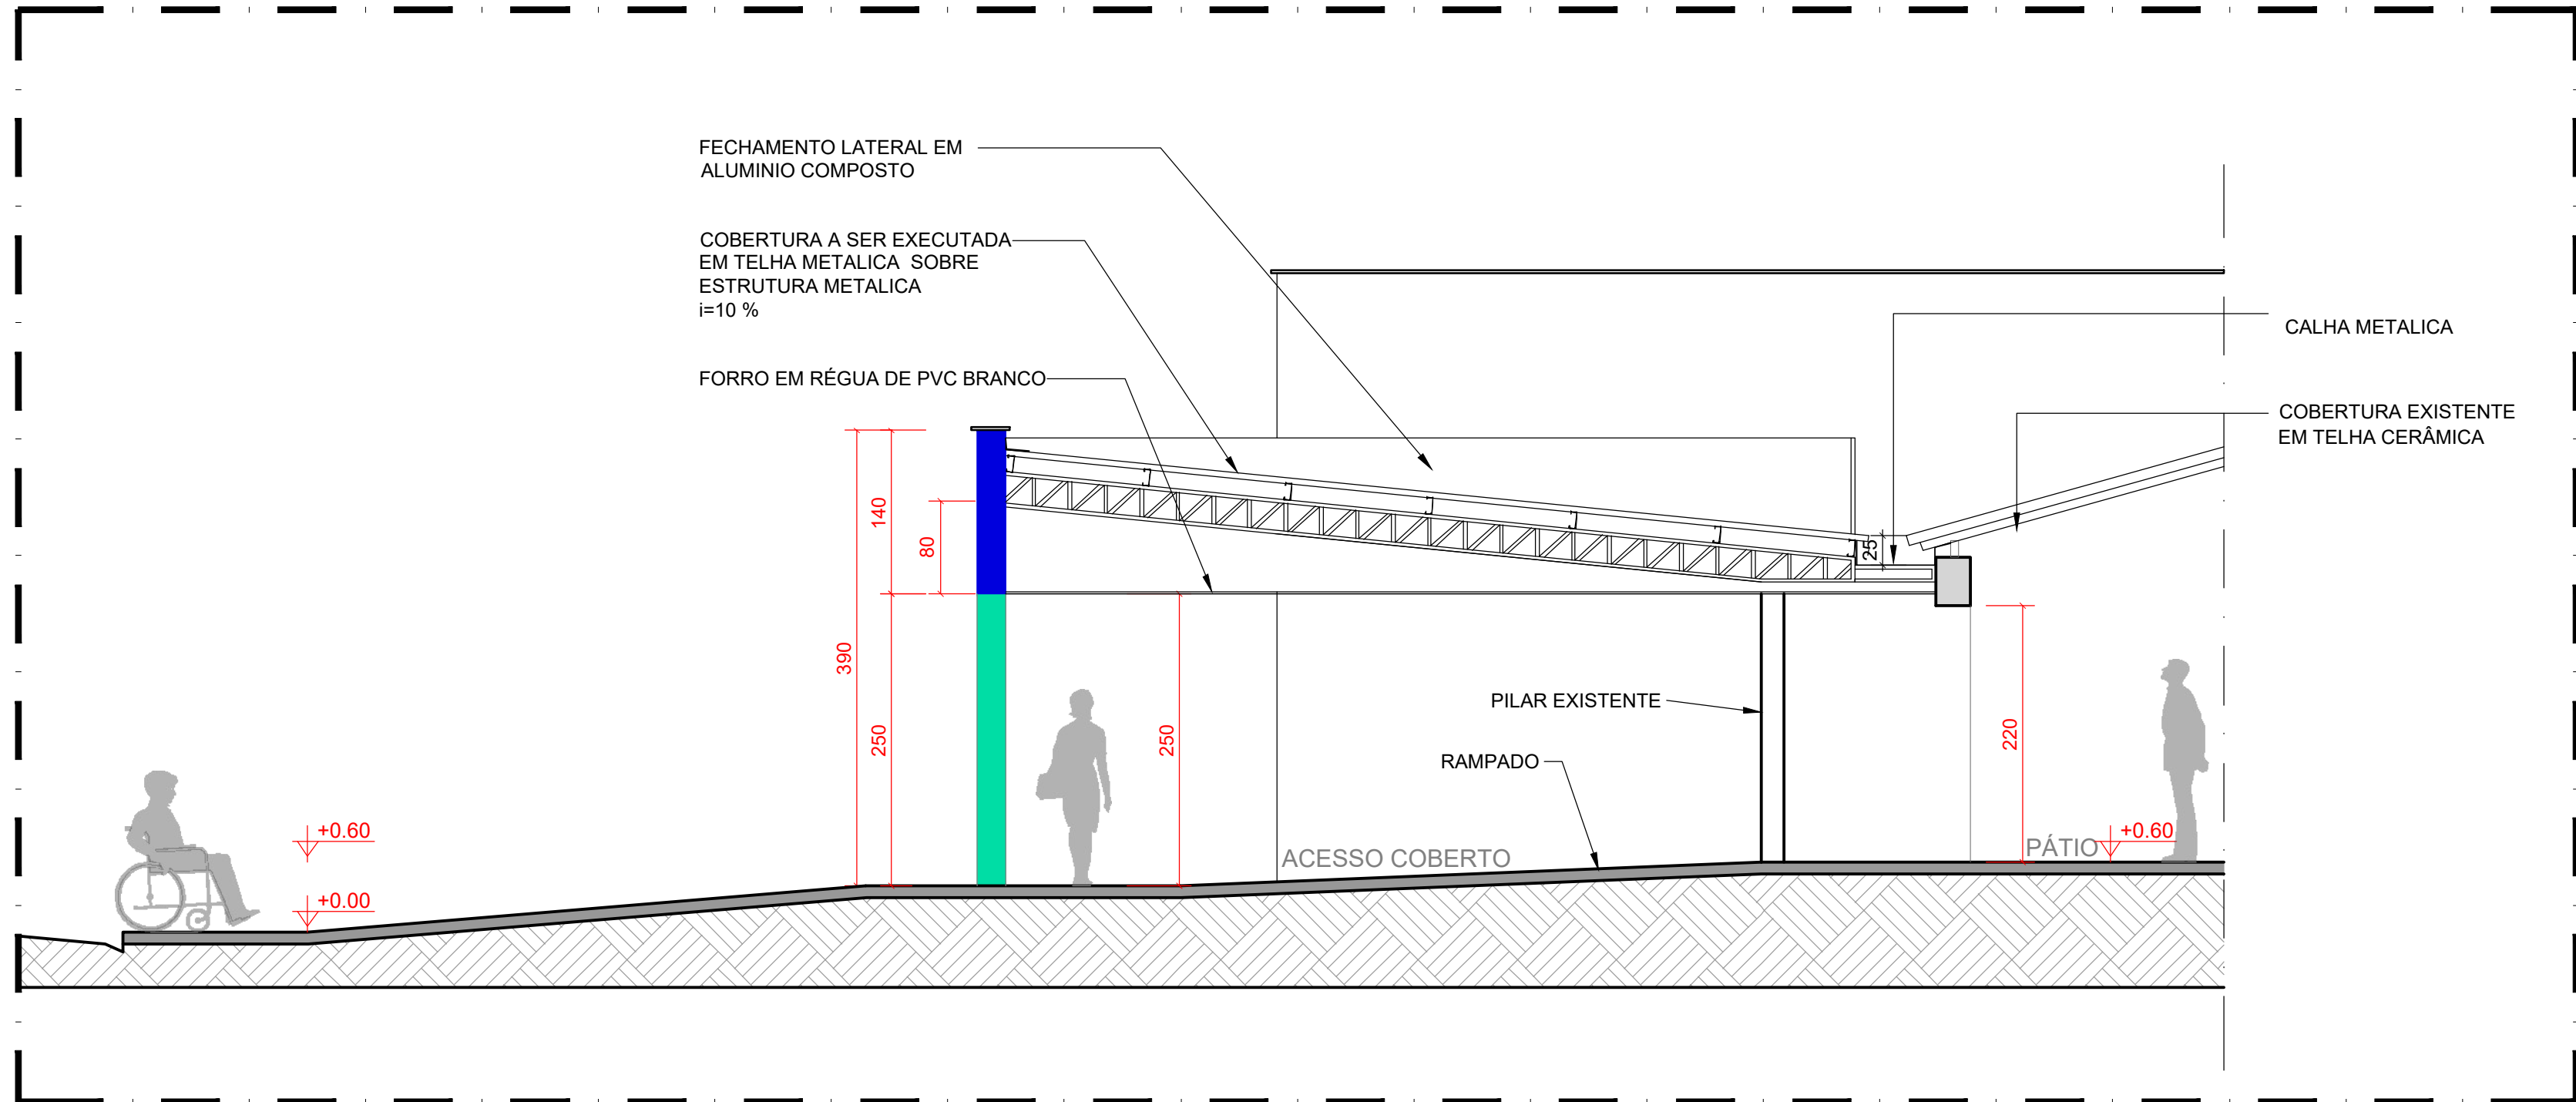 FECHAMENTO LATERAL EM
ALUMINIO COMPOSTO
COBERTURA A SER EXECUTADA
EM TELHA METALICA SOBRE
ESTRUTURA METALICA
i=10 %
FORRO EM RÉGUA DE PVC BRANCO
CALHA METALICA
COBERTURA EXISTENTE
EM TELHA CERÂMICA
140
80
25
390
250
250
220
PILAR EXISTENTE
RAMPADO
ACESSO COBERTO
PÁTIO
+0.60
+0.60
+0.00